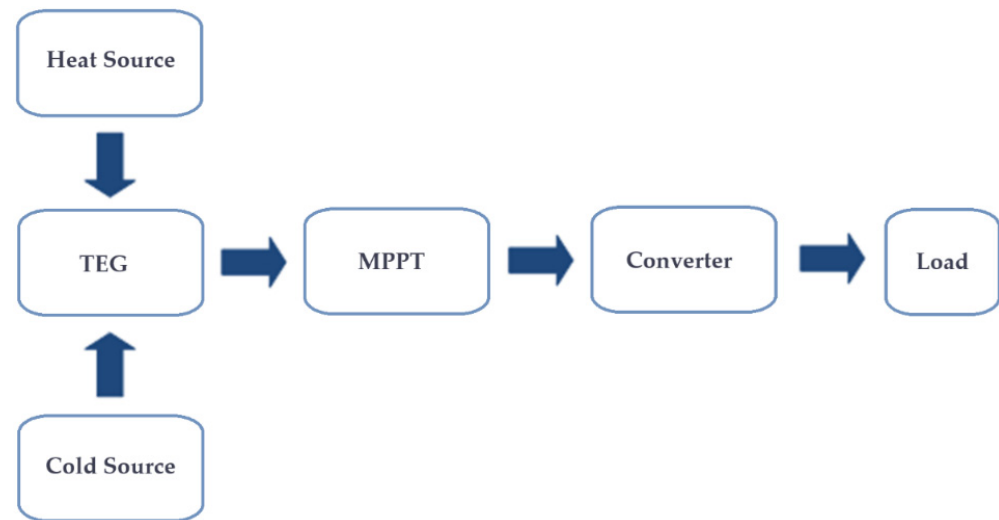 Heat Source
TEG
MPPT
Converter
Load
Cold Source